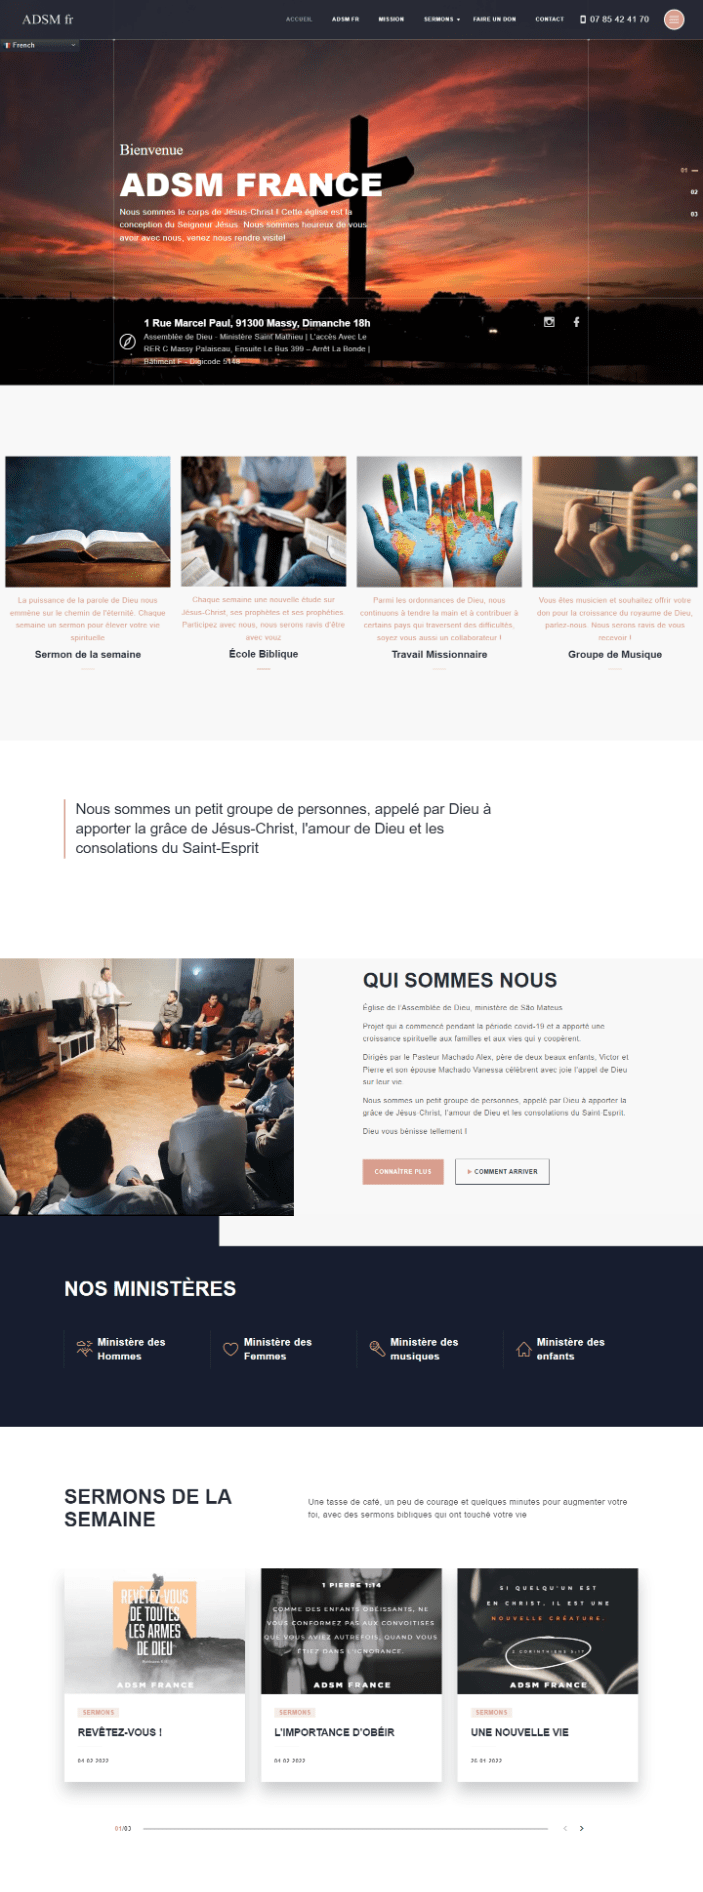 ADSM fr
ACCUEIL ADSM FR MISSION SERMONS FAIRE UN DON CONTACT 07 85 42 41 70
French
Bienvenue
ADSM FRANCE
Nous sommes le corps de Jésus-Christ ! Cette église est la
conception du Seigneur Jésus. Nous sommes heureux de vous
avoir avec nous, venez nous rendre visite!
01
02
03
1 Rue Marcel Paul, 91300 Massy, Dimanche 18h
Assemblée de Dieu - Ministère Saint Mathieu | L'accès Avec Le
RER C Massy Palaiseau, Ensuite Le Bus 399 – Arrêt La Bonde |
Bâtiment F - Digicode 5148
La puissance de la parole de Dieu nous
emmène sur le chemin de l'éternité. Chaque
semaine un sermon pour élever votre vie
spirituelle
Sermon de la semaine
Chaque semaine une nouvelle étude sur
Jésus-Christ, ses prophètes et ses prophéties.
Participez avec nous, nous serons ravis d'être
avec vous
École Biblique
Parmi les ordonnances de Dieu, nous
continuons à tendre la main et à contribuer à
certains pays qui traversent des difficultés,
soyez vous aussi un collaborateur !
Travail Missionnaire
Vous êtes musicien et souhaitez offrir votre
don pour la croissance du royaume de Dieu,
parlez-nous. Nous serons ravis de vous
recevoir !
Groupe de Musique
Nous sommes un petit groupe de personnes, appelé par Dieu à
apporter la grâce de Jésus-Christ, l'amour de Dieu et les
consolations du Saint-Esprit
QUI SOMMES NOUS
Église de l'Assemblée de Dieu, ministère de São Mateus
Projet qui a commencé pendant la période covid-19 et a apporté une
croissance spirituelle aux familles et aux vies qui y coopèrent.
Dirigés par le Pasteur Machado Alex, père de deux beaux enfants, Victor et
Pierre et son épouse Machado Vanessa célèbrent avec joie l'appel de Dieu
sur leur vie.
Nous sommes un petit groupe de personnes, appelé par Dieu à apporter la
grâce de Jésus-Christ, l'amour de Dieu et les consolations du Saint-Esprit.
Dieu vous bénisse tellement !
CONNAÎTRE PLUS COMMENT ARRIVER
NOS MINISTÈRES
Ministère des
Hommes
Ministère des
Femmes
Ministère des
musiques
Ministère des
enfants
SERMONS DE LA
SEMAINE
Une tasse de café, un peu de courage et quelques minutes pour augmenter votre
foi, avec des sermons bibliques qui ont touché votre vie
REVÊTEZ-VOUS
DE TOUTES
LES ARMES
DE DIEU
ADSM FRANCE
SERMONS
REVÊTEZ-VOUS !
04 02 2022
1 PIERRE 1:14
COMME DES ENFANTS OBÉISSANTS, NE
VOUS CONFORMEZ PAS AUX CONVOITISES
QUE VOUS AVIEZ AUTREFOIS, QUAND VOUS
ÉTIEZ DANS L'IGNORANCE.
ADSM FRANCE
SERMONS
L'IMPORTANCE D'OBÉIR
04 02 2022
SI QUELQU'UN EST
EN CHRIST, IL EST UNE
NOUVELLE CRÉATURE.
2 CORINTHIENS 5:17
ADSM FRANCE
SERMONS
UNE NOUVELLE VIE
01/03